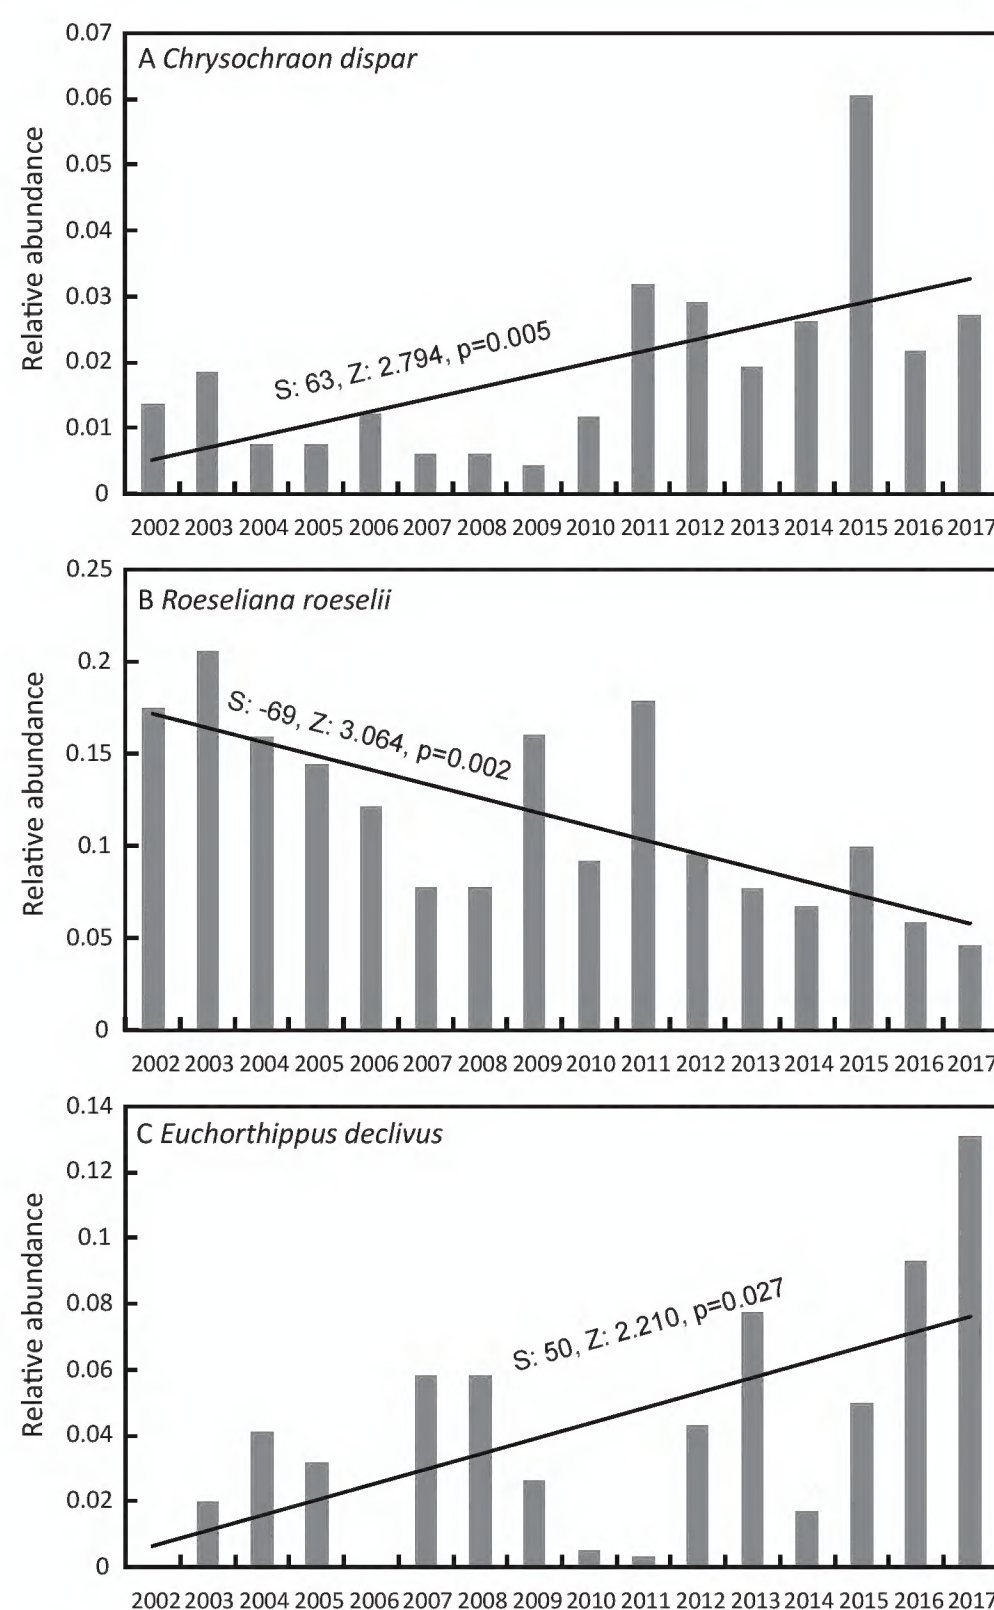 0.07
A Chrysochraon dispar
0.06
0.05
0.04
0.03
0.02
0.01
0
Relative abundance
S: 63, Z: 2.794, p=0.005
2002 2003 2004 2005 2006 2007 2008 2009 2010 2011 2012 2013 2014 2015 2016 2017
0.25
B Roeseliana roeselii
0.2
0.15
0.1
0.05
0
Relative abundance
S: -69, Z: 3.064, p=0.002
2002 2003 2004 2005 2006 2007 2008 2009 2010 2011 2012 2013 2014 2015 2016 2017
0.14
C Euchorthippus declivus
0.12
0.1
0.08
0.06
0.04
0.02
0
Relative abundance
S: 50, Z: 2.210, p=0.027
2002 2003 2004 2005 2006 2007 2008 2009 2010 2011 2012 2013 2014 2015 2016 2017